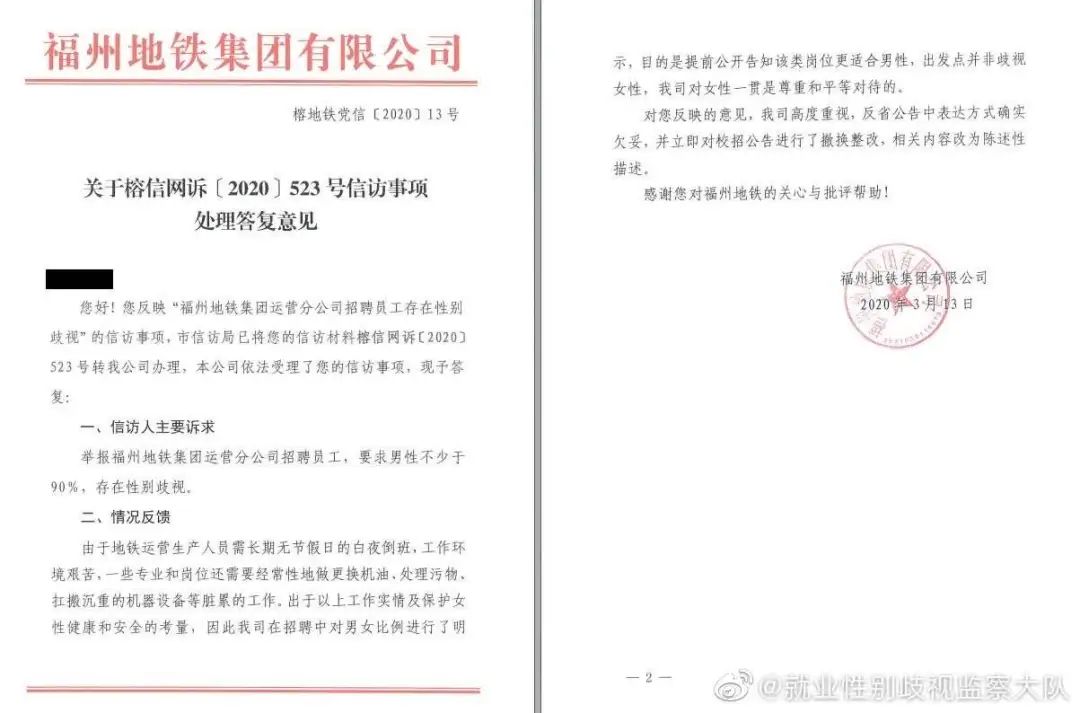 福州地铁集团有限公司
榕地铁党信〔2020〕13号
关于榕信网诉〔2020〕523号信访事项
处理答复意见
您好！您反映“福州地铁集团运营分公司招聘员工存在性别
歧视”的信访事项，市信访局已将您的信访材料榕信网诉〔2020〕
523号转我公司办理，本公司依法受理了您的信访事项，现予答
复：
一、信访人主要诉求
举报福州地铁集团运营分公司招聘员工，要求男性不少于
90%，存在性别歧视。
二、情况反馈
由于地铁运营生产人员需长期无节假日的白夜倒班，工作环
境艰苦，一些专业和岗位还需要经常性地做更换机油、处理污物、
扛搬沉重的机器设备等脏累的工作。出于以上工作实情及保护女
性健康和安全的考量，因此我司在招聘中对男女比例进行了明
示，目的是提前公开告知该类岗位更适合男性，出发点并非歧视
女性，我司对女性一贯是尊重和平等对待的。
对您反映的意见，我司高度重视，反省公告中表达方式确实
欠妥，并立即对校招公告进行了撤换整改，相关内容改为陈述性
描述。
感谢您对福州地铁的关心与批评帮助！
福州地铁集团有限公司
2020年3月13日
— 2 —
@就业性别歧视监察大队